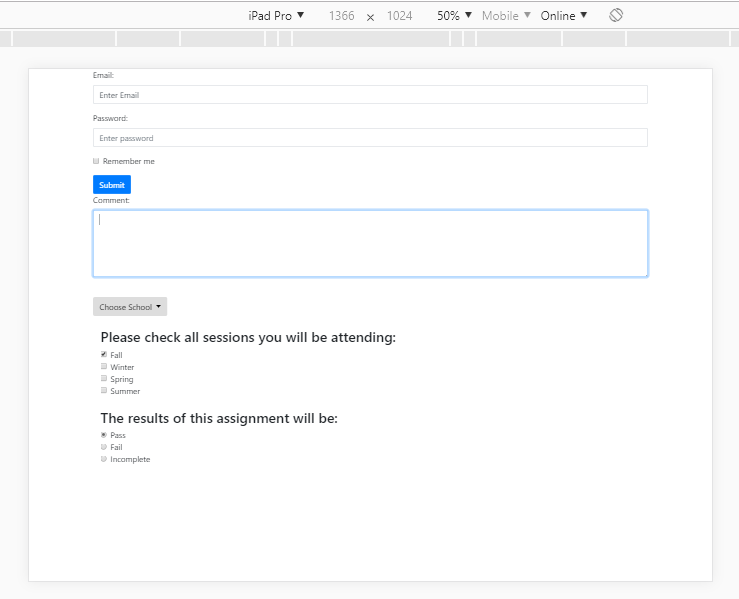 iPad Pro ▼ 1366 × 1024 50% ▼ Mobile ▼ Online ▼
Email:
Enter Email
Password:
Enter password
Remember me
Submit
Comment:
Choose School
Please check all sessions you will be attending:
Fall
Winter
Spring
Summer
The results of this assignment will be:
Pass
Fail
Incomplete